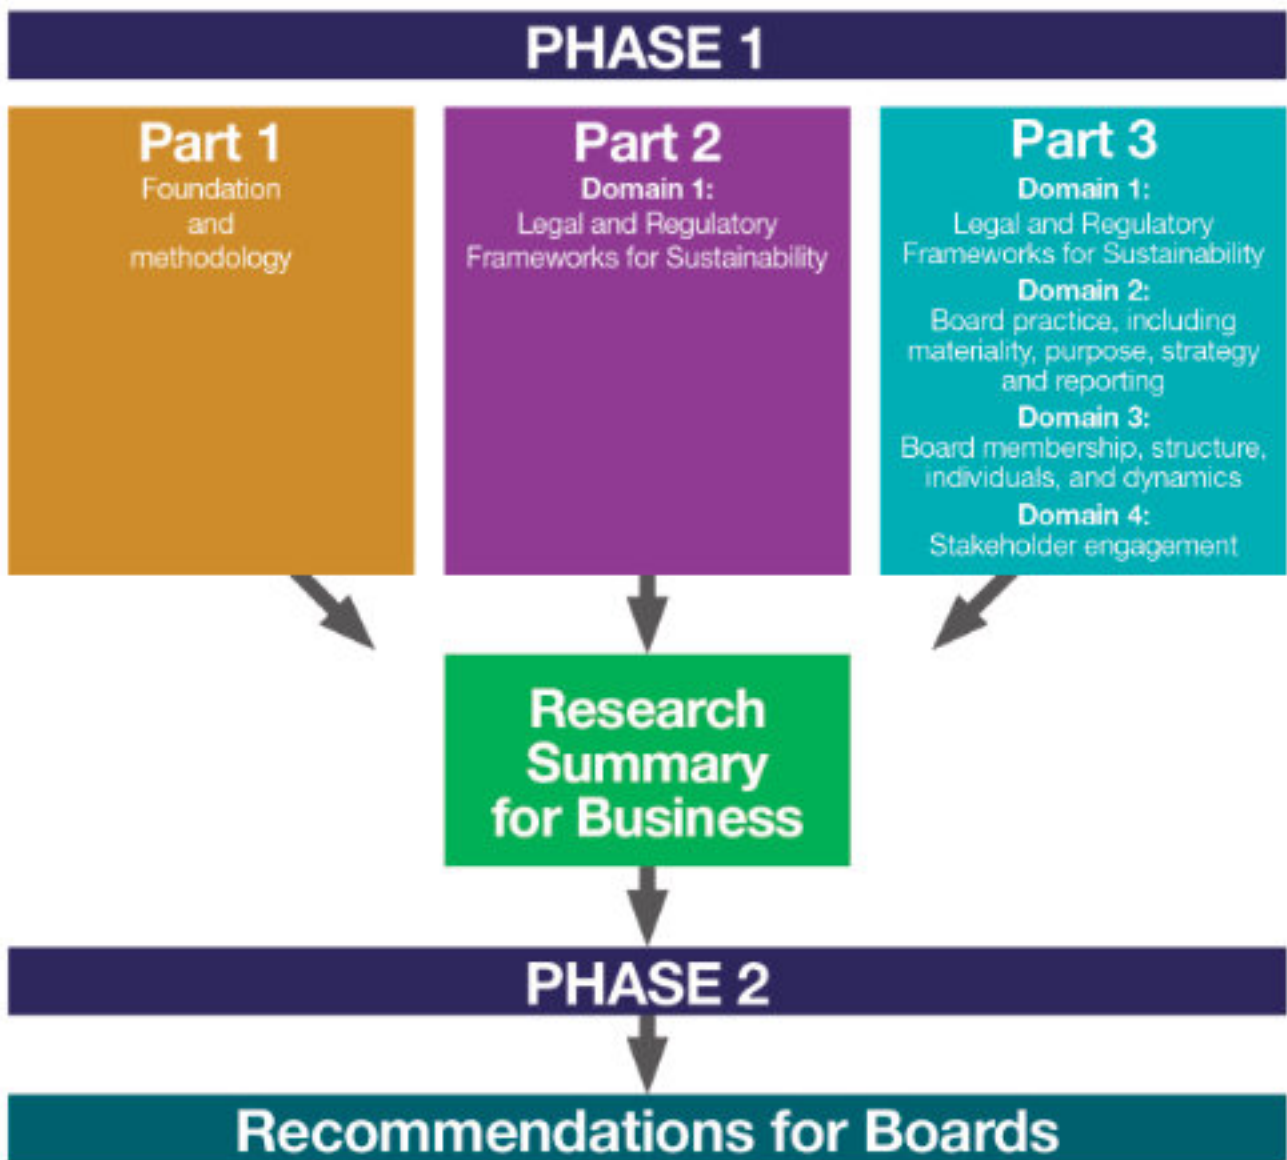 PHASE 1
Part 1
Foundation
and
methodology
Part 2
Domain 1:
Legal and Regulatory
Frameworks for Sustainability
Part 3
Domain 1:
Legal and Regulatory
Frameworks for Sustainability
Domain 2:
Board practice, including
materiality, purpose, strategy
and reporting
Domain 3:
Board membership, structure,
individuals, and dynamics
Domain 4:
Stakeholder engagement
Research
Summary
for Business
PHASE 2
Recommendations for Boards